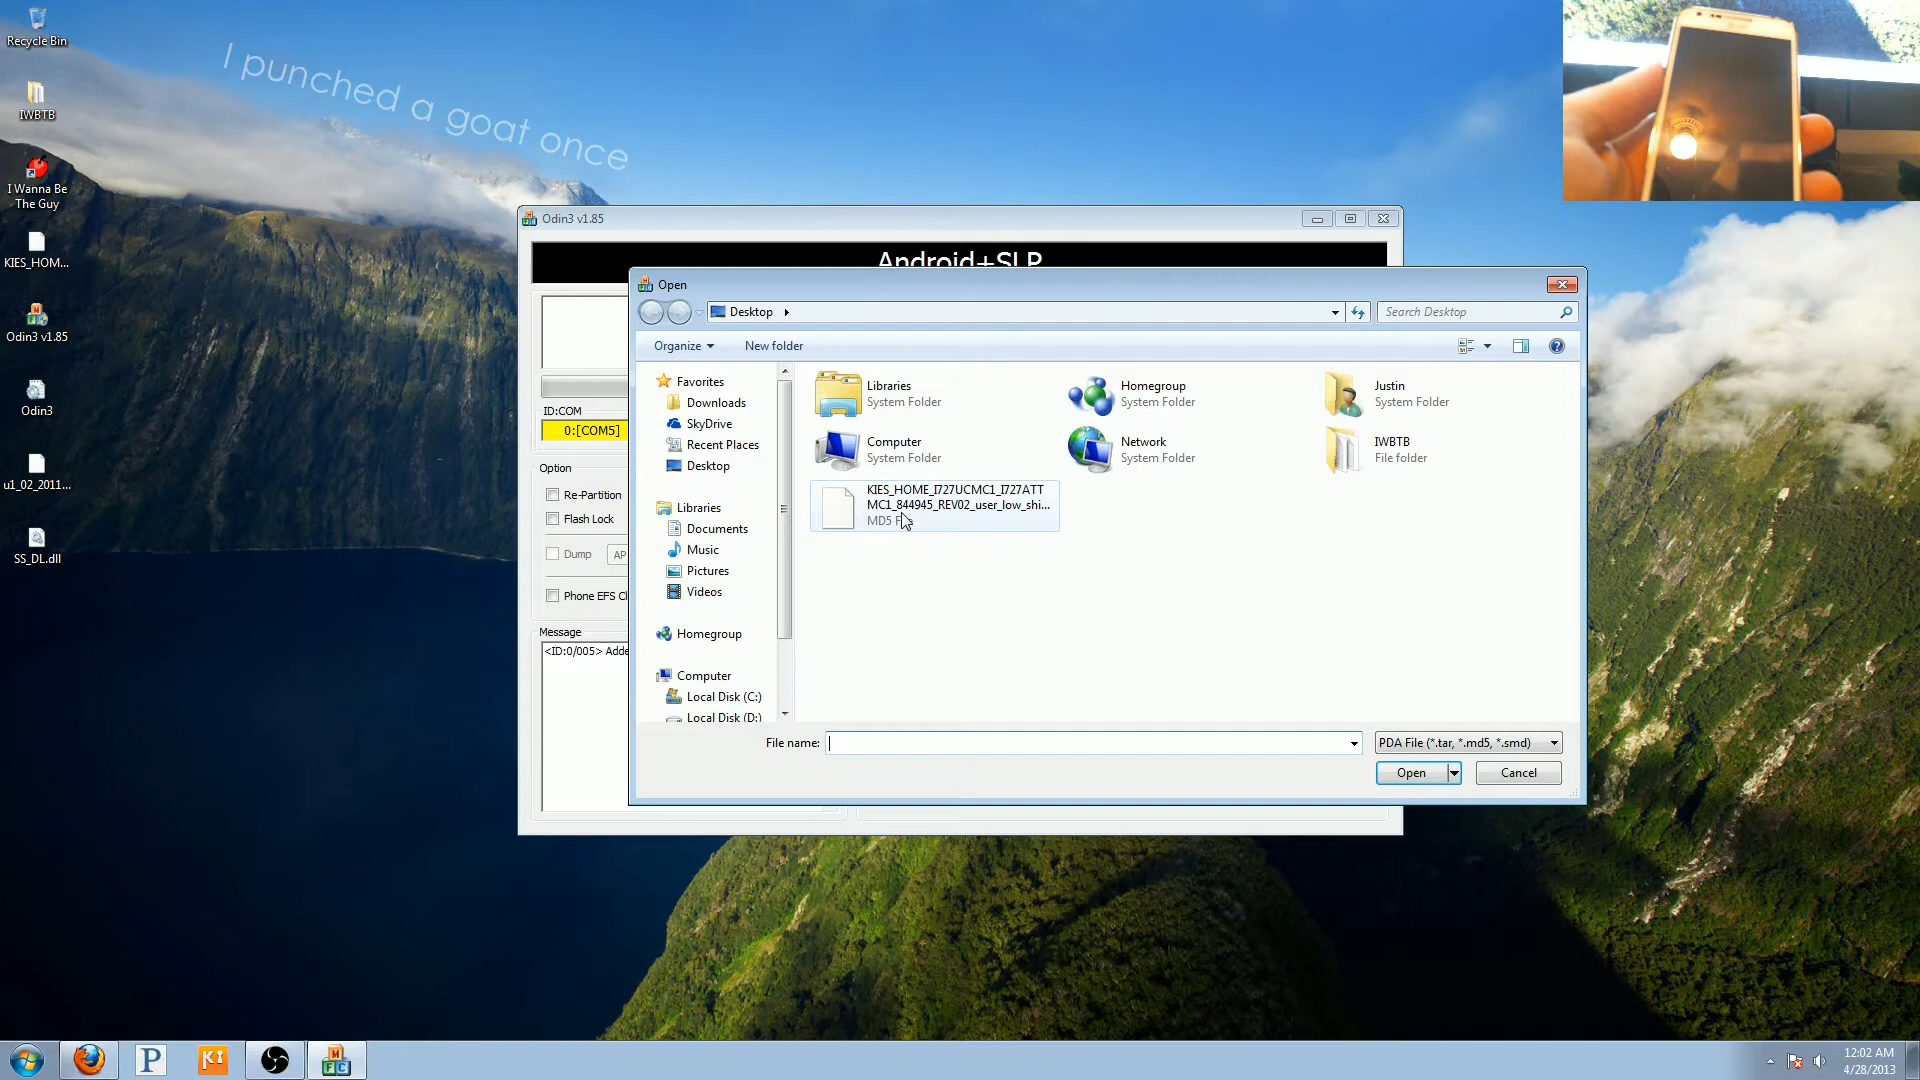 Recycle Bin
IWBTB
I Wanna Be
The Guy
KIES_HOM...
Odin3 v1.85
Odin3
u1_02_2011...
SS_DL.dll
I punched a goat once
Odin3 v1.85
Android+SLP
ID:COM
0:[COM5]
Option
Re-Partition
Flash Lock
Dump
AP
Phone EFS Cl
Message
<ID:0/005> Adde
Open
Desktop
Search Desktop
Organize
New folder
Favorites
Downloads
SkyDrive
Recent Places
Desktop
Libraries
Documents
Music
Pictures
Videos
Homegroup
Computer
Local Disk (C:)
Local Disk (D:)
Libraries
System Folder
Homegroup
System Folder
Justin
System Folder
Computer
System Folder
Network
System Folder
IWBTB
File folder
KIES_HOME_I727UCMC1_I727ATT
MC1_844945_REV02_user_low_shi...
MD5
File name:
PDA File (*.tar, *.md5, *.smd)
Open
Cancel
P
K!
M
F C
12:02 AM
4/28/2013